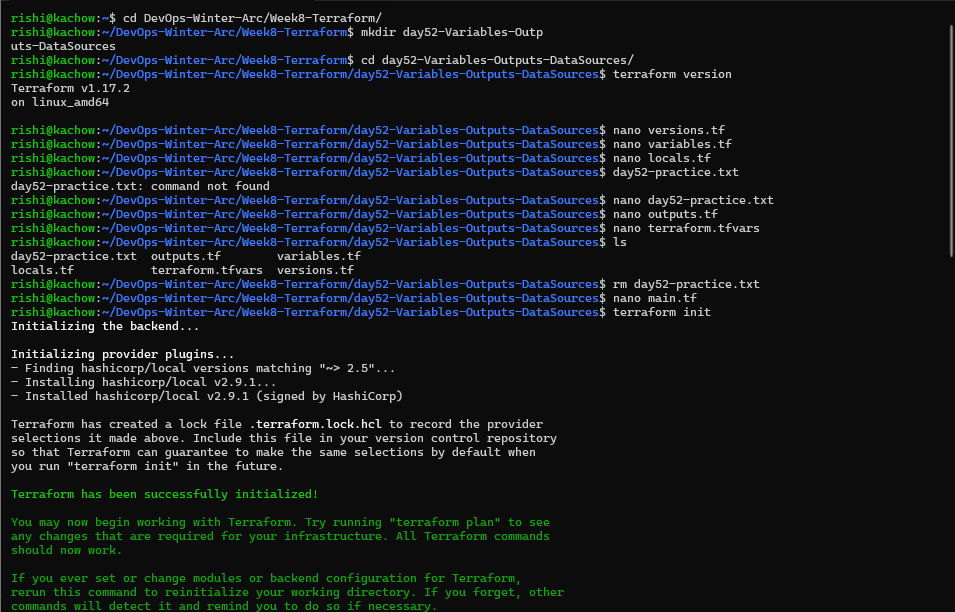 rishi@kachow:~$ cd DevOps-Winter-Arc/Week8-Terraform/
rishi@kachow:~/DevOps-Winter-Arc/Week8-Terraform$ mkdir day52-Variables-Outp
uts-DataSources
rishi@kachow:~/DevOps-Winter-Arc/Week8-Terraform$ cd day52-Variables-Outputs-DataSources/
rishi@kachow:~/DevOps-Winter-Arc/Week8-Terraform/day52-Variables-Outputs-DataSources$ terraform version
Terraform v1.17.2
on linux_amd64

rishi@kachow:~/DevOps-Winter-Arc/Week8-Terraform/day52-Variables-Outputs-DataSources$ nano versions.tf
rishi@kachow:~/DevOps-Winter-Arc/Week8-Terraform/day52-Variables-Outputs-DataSources$ nano variables.tf
rishi@kachow:~/DevOps-Winter-Arc/Week8-Terraform/day52-Variables-Outputs-DataSources$ nano locals.tf
rishi@kachow:~/DevOps-Winter-Arc/Week8-Terraform/day52-Variables-Outputs-DataSources$ day52-practice.txt
day52-practice.txt: command not found
rishi@kachow:~/DevOps-Winter-Arc/Week8-Terraform/day52-Variables-Outputs-DataSources$ nano day52-practice.txt
rishi@kachow:~/DevOps-Winter-Arc/Week8-Terraform/day52-Variables-Outputs-DataSources$ nano outputs.tf
rishi@kachow:~/DevOps-Winter-Arc/Week8-Terraform/day52-Variables-Outputs-DataSources$ nano terraform.tfvars
rishi@kachow:~/DevOps-Winter-Arc/Week8-Terraform/day52-Variables-Outputs-DataSources$ ls
day52-practice.txt  outputs.tf        variables.tf
locals.tf           terraform.tfvars  versions.tf
rishi@kachow:~/DevOps-Winter-Arc/Week8-Terraform/day52-Variables-Outputs-DataSources$ rm day52-practice.txt
rishi@kachow:~/DevOps-Winter-Arc/Week8-Terraform/day52-Variables-Outputs-DataSources$ nano main.tf
rishi@kachow:~/DevOps-Winter-Arc/Week8-Terraform/day52-Variables-Outputs-DataSources$ terraform init
Initializing the backend...

Initializing provider plugins...
- Finding hashicorp/local versions matching "~> 2.5"...
- Installing hashicorp/local v2.9.1...
- Installed hashicorp/local v2.9.1 (signed by HashiCorp)

Terraform has created a lock file .terraform.lock.hcl to record the provider
selections it made above. Include this file in your version control repository
so that Terraform can guarantee to make the same selections by default when
you run "terraform init" in the future.

Terraform has been successfully initialized!

You may now begin working with Terraform. Try running "terraform plan" to see
any changes that are required for your infrastructure. All Terraform commands
should now work.

If you ever set or change modules or backend configuration for Terraform,
rerun this command to reinitialize your working directory. If you forget, other
commands will detect it and remind you to do so if necessary.